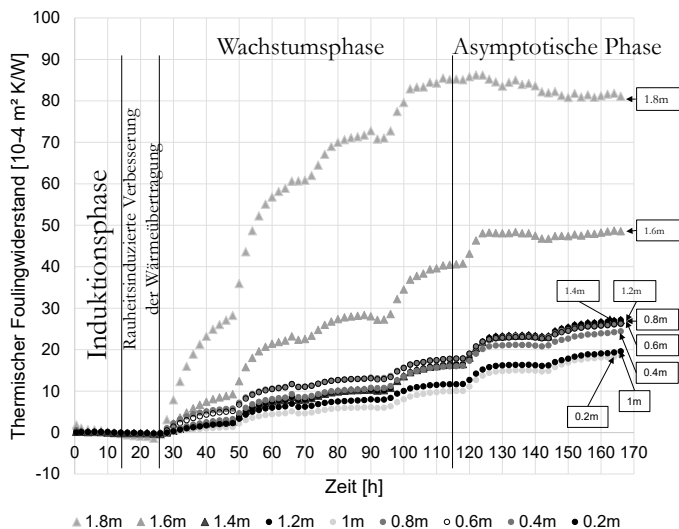 Wachstumsphase
Asymptotische Phase
Induktionsphase
Rauheitsinduzierte Verbesserung
der Wärmeübertragung
Thermischer Foulingwiderstand [10-4 m² K/W]
100
90
80
70
60
50
40
30
20
10
0
-10
0 10 20 30 40 50 60 70 80 90 100 110 120 130 140 150 160 170
Zeit [h]
1.8m
1.6m
1.4m
1.2m
0.8m
0.6m
0.4m
1m
0.2m
1.8m 1.6m 1.4m 1.2m 1m 0.8m 0.6m 0.4m 0.2m